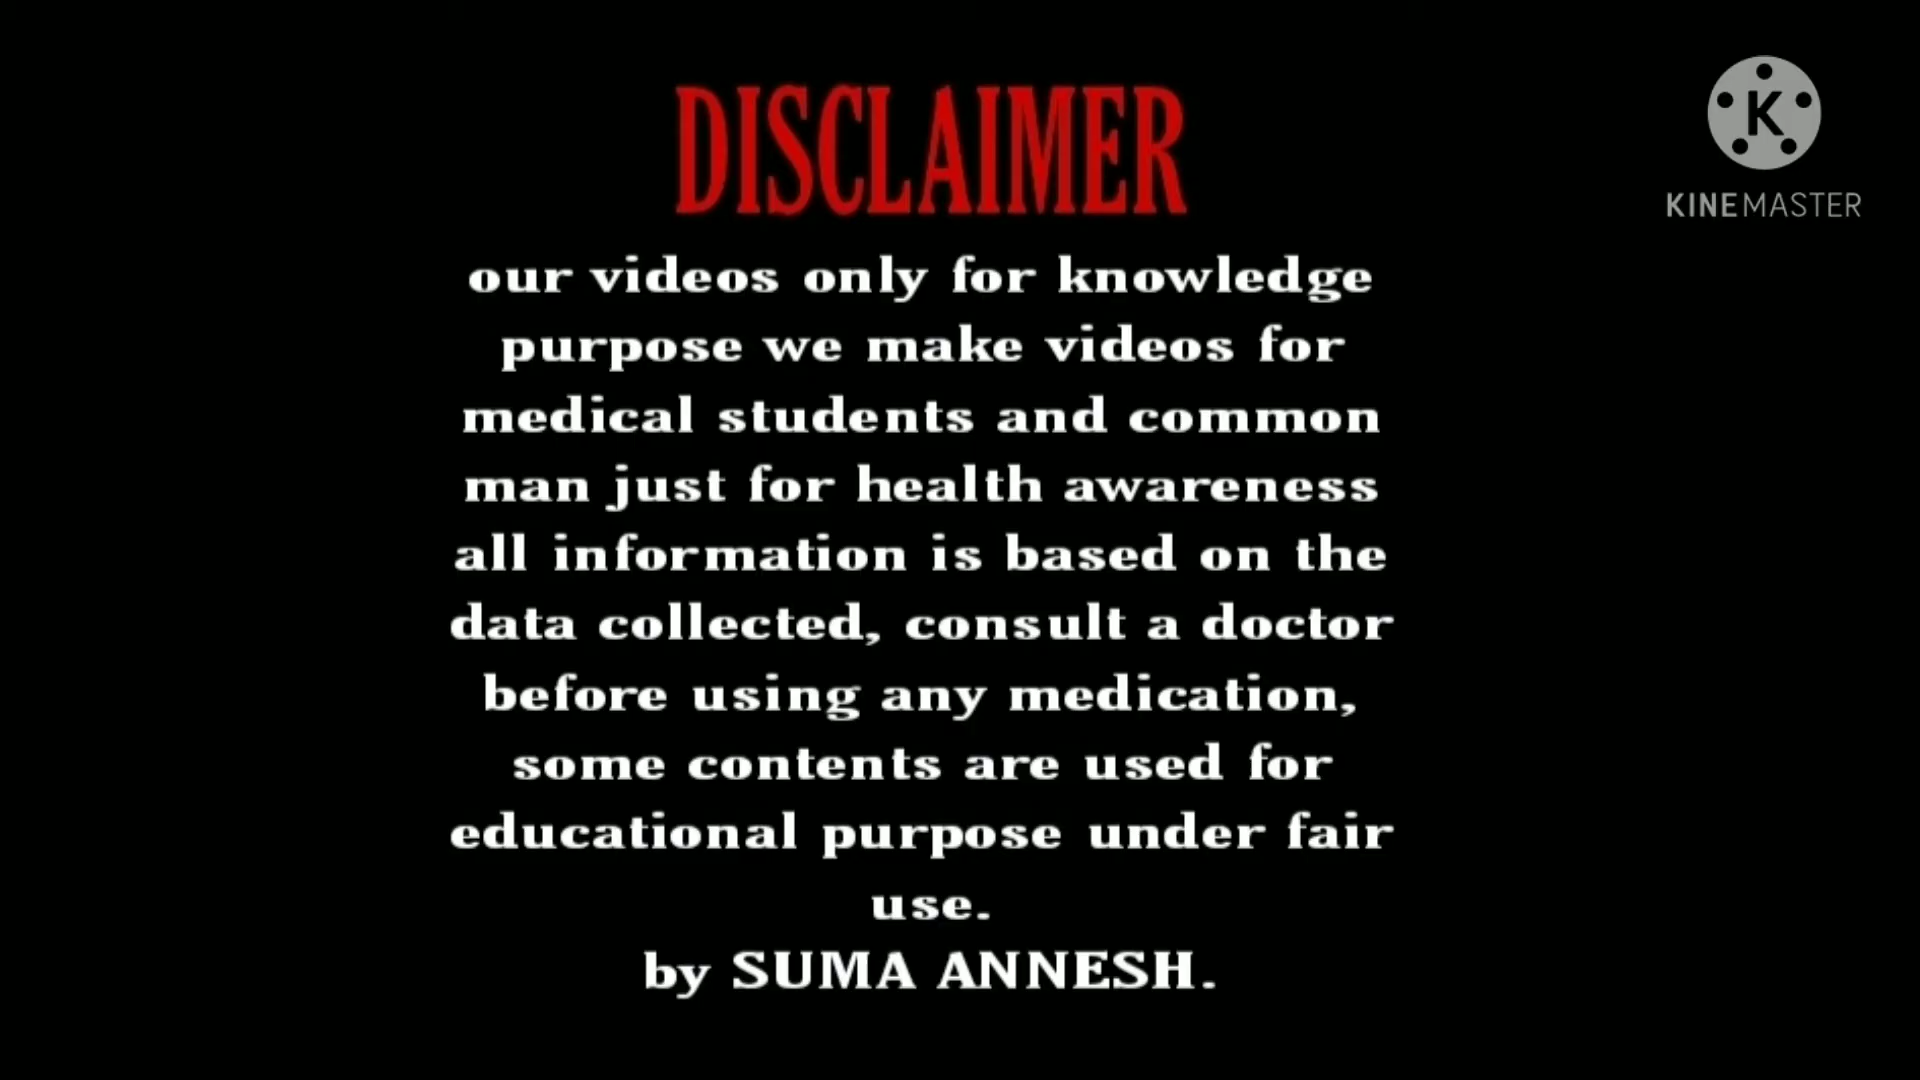 DISCLAIMER
K
KINEMASTER
our videos only for knowledge
purpose we make videos for
medical students and common
man just for health awareness
all information is based on the
data collected, consult a doctor
before using any medication,
some contents are used for
educational purpose under fair
use.
by SUMA ANNESH.